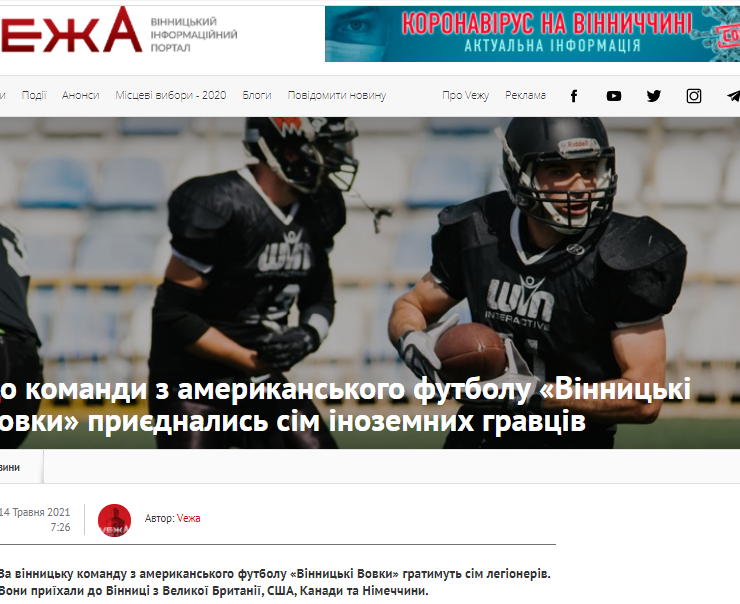 ЕЖА
ВІННИЦЬКИЙ
ІНФОРМАЦІЙНИЙ
ПОРТАЛ
КОРОНАВІРУС НА ВІННИЧЧИНІ
АКТУАЛЬНА ІНФОРМАЦІЯ
и Події Анонси Місцеві вибори - 2020 Блоги Повідомити новину Про Vежу Реклама
Riddell
WIN
INTERACTIVE
о команди з американського футболу «Вінницькі
овки» приєднались сім іноземних гравців
вини
14 Травня 2021
7:26
Автор: Vежа
За вінницьку команду з американського футболу «Вінницькі Вовки» гратимуть сім легіонерів.
Вони приїхали до Вінниці з Великої Британії, США, Канади та Німеччини.